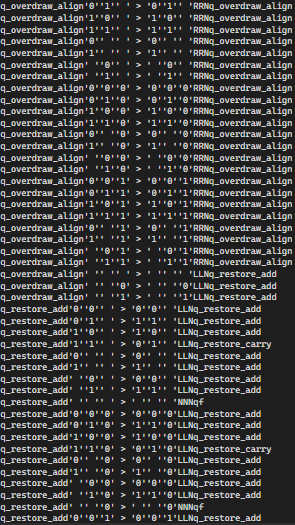 q_overdraw_align'0''1'' ' > '0''1'' 'RRNq_overdraw_align
q_overdraw_align'1''0'' ' > '1''0'' 'RRNq_overdraw_align
q_overdraw_align'1''1'' ' > '1''1'' 'RRNq_overdraw_align
q_overdraw_align'0'' '' ' > '0'' '' 'RRNq_overdraw_align
q_overdraw_align'1'' '' ' > '1'' '' 'RRNq_overdraw_align
q_overdraw_align' ''0'' ' > ' ''0'' 'RRNq_overdraw_align
q_overdraw_align' ''1'' ' > ' ''1'' 'RRNq_overdraw_align
q_overdraw_align'0''0''0' > '0''0''0'RRNq_overdraw_align
q_overdraw_align'0''1''0' > '0''1''0'RRNq_overdraw_align
q_overdraw_align'1''0''0' > '1''0''0'RRNq_overdraw_align
q_overdraw_align'1''1''0' > '1''1''0'RRNq_overdraw_align
q_overdraw_align'0'' ''0' > '0'' ''0'RRNq_overdraw_align
q_overdraw_align'1'' ''0' > '1'' ''0'RRNq_overdraw_align
q_overdraw_align' ''0''0' > ' ''0''0'RRNq_overdraw_align
q_overdraw_align' ''1''0' > ' ''1''0'RRNq_overdraw_align
q_overdraw_align'0''0''1' > '0''0''1'RRNq_overdraw_align
q_overdraw_align'0''1''1' > '0''1''1'RRNq_overdraw_align
q_overdraw_align'1''0''1' > '1''0''1'RRNq_overdraw_align
q_overdraw_align'1''1''1' > '1''1''1'RRNq_overdraw_align
q_overdraw_align'0'' ''1' > '0'' ''1'RRNq_overdraw_align
q_overdraw_align'1'' ''1' > '1'' ''1'RRNq_overdraw_align
q_overdraw_align' ''0''1' > ' ''0''1'RRNq_overdraw_align
q_overdraw_align' ''1''1' > ' ''1''1'RRNq_overdraw_align
q_overdraw_align' '' '' ' > ' '' '' 'LLNq_restore_add
q_overdraw_align' '' ''0' > ' '' ''0'LLNq_restore_add
q_overdraw_align' '' ''1' > ' '' ''1'LLNq_restore_add
q_restore_add'0''0'' ' > '0''0'' 'LLNq_restore_add
q_restore_add'0''1'' ' > '1''1'' 'LLNq_restore_add
q_restore_add'1''0'' ' > '1''0'' 'LLNq_restore_add
q_restore_add'1''1'' ' > '0''1'' 'LLNq_restore_carry
q_restore_add'0'' '' ' > '0'' '' 'LLNq_restore_add
q_restore_add'1'' '' ' > '1'' '' 'LLNq_restore_add
q_restore_add' ''0'' ' > '0''0'' 'LLNq_restore_add
q_restore_add' ''1'' ' > '1''1'' 'LLNq_restore_add
q_restore_add' '' '' ' > ' '' '' 'NNNqf
q_restore_add'0''0''0' > '0''0''0'LLNq_restore_add
q_restore_add'0''1''0' > '1''1''0'LLNq_restore_add
q_restore_add'1''0''0' > '1''0''0'LLNq_restore_add
q_restore_add'1''1''0' > '0''1''0'LLNq_restore_carry
q_restore_add'0'' ''0' > '0'' ''0'LLNq_restore_add
q_restore_add'1'' ''0' > '1'' ''0'LLNq_restore_add
q_restore_add' ''0''0' > '0''0''0'LLNq_restore_add
q_restore_add' ''1''0' > '1''1''0'LLNq_restore_add
q_restore_add' '' ''0' > ' '' ''0'NNNqf
q_restore_add'0''0''1' > '0''0''1'LLNq_restore_add